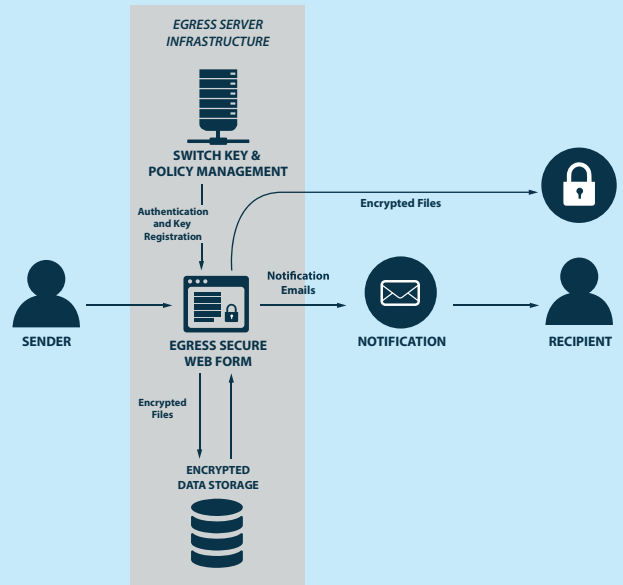 EGRESS SERVER
INFRASTRUCTURE
SWITCH KEY &
POLICY MANAGEMENT
Authentication
and Key
Registration
Encrypted Files
Notification
Emails
SENDER
EGRESS SECURE
WEB FORM
NOTIFICATION
RECIPIENT
Encrypted
Files
ENCRYPTED
DATA STORAGE